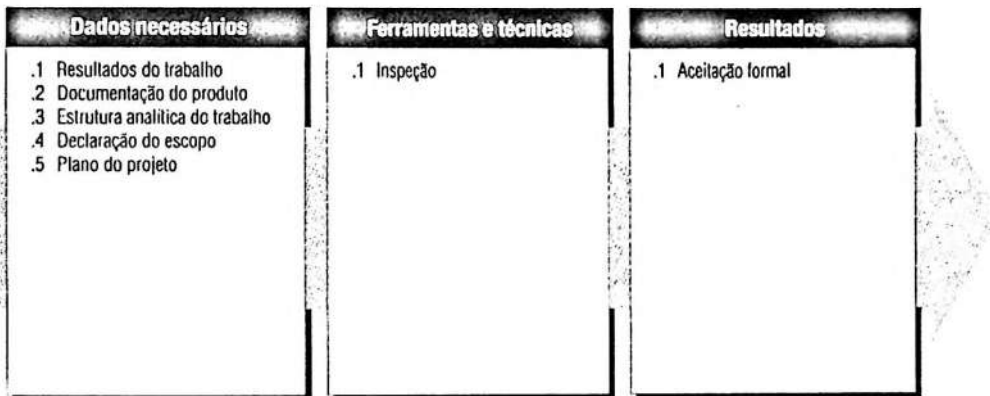 Dados necessários
.1 Resultados do trabalho
.2 Documentação do produto
.3 Estrutura analítica do trabalho
.4 Declaração do escopo
.5 Plano do projeto
Ferramentas e técnicas
.1 Inspeção
Resultados
.1 Aceitação formal